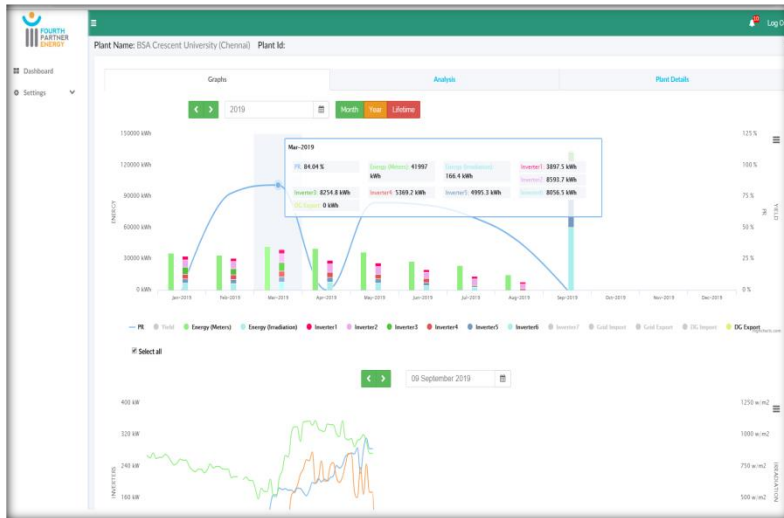 FOURTH
PARTNER
ENERGY
10
Log O
Plant Name: BSA Crescent University (Chennai) Plant Id:
Dashboard
Settings
Graphs
Analysis
Plant Details
2019
Month Year Lifetime
150000 kWh
120000 kWh
90000 kWh
60000 kWh
30000 kWh
0 kWh
ENERGY
125 %
100 %
75 %
50 %
25 %
0 %
PR
YIELD
Mar-2019
PR: 84.04 %
Energy (Meters): 41997 kWh
Energy (Irradiation): 166.4 kWh
Inverter1: 3897.5 kWh
Inverter2: 8593.7 kWh
Inverter3: 8254.8 kWh
Inverter4: 5369.2 kWh
Inverter5: 4995.3 kWh
Inverter6: 8056.5 kWh
DG Export: 0 kWh
Jan-2019 Feb-2019 Mar-2019 Apr-2019 May-2019 Jun-2019 Jul-2019 Aug-2019 Sep-2019 Oct-2019 Nov-2019 Dec-2019
PR Yield Energy (Meters) Energy (Irradiation) Inverter1 Inverter2 Inverter3 Inverter4 Inverter5 Inverter6 Inverter7 Grid Import Grid Export DG Import DG Export
Select all
09 September 2019
400 kW
320 kW
240 kW
160 kW
INVERTERS
1250 w/m2
1000 w/m2
750 w/m2
500 w/m2
IRRADIATION